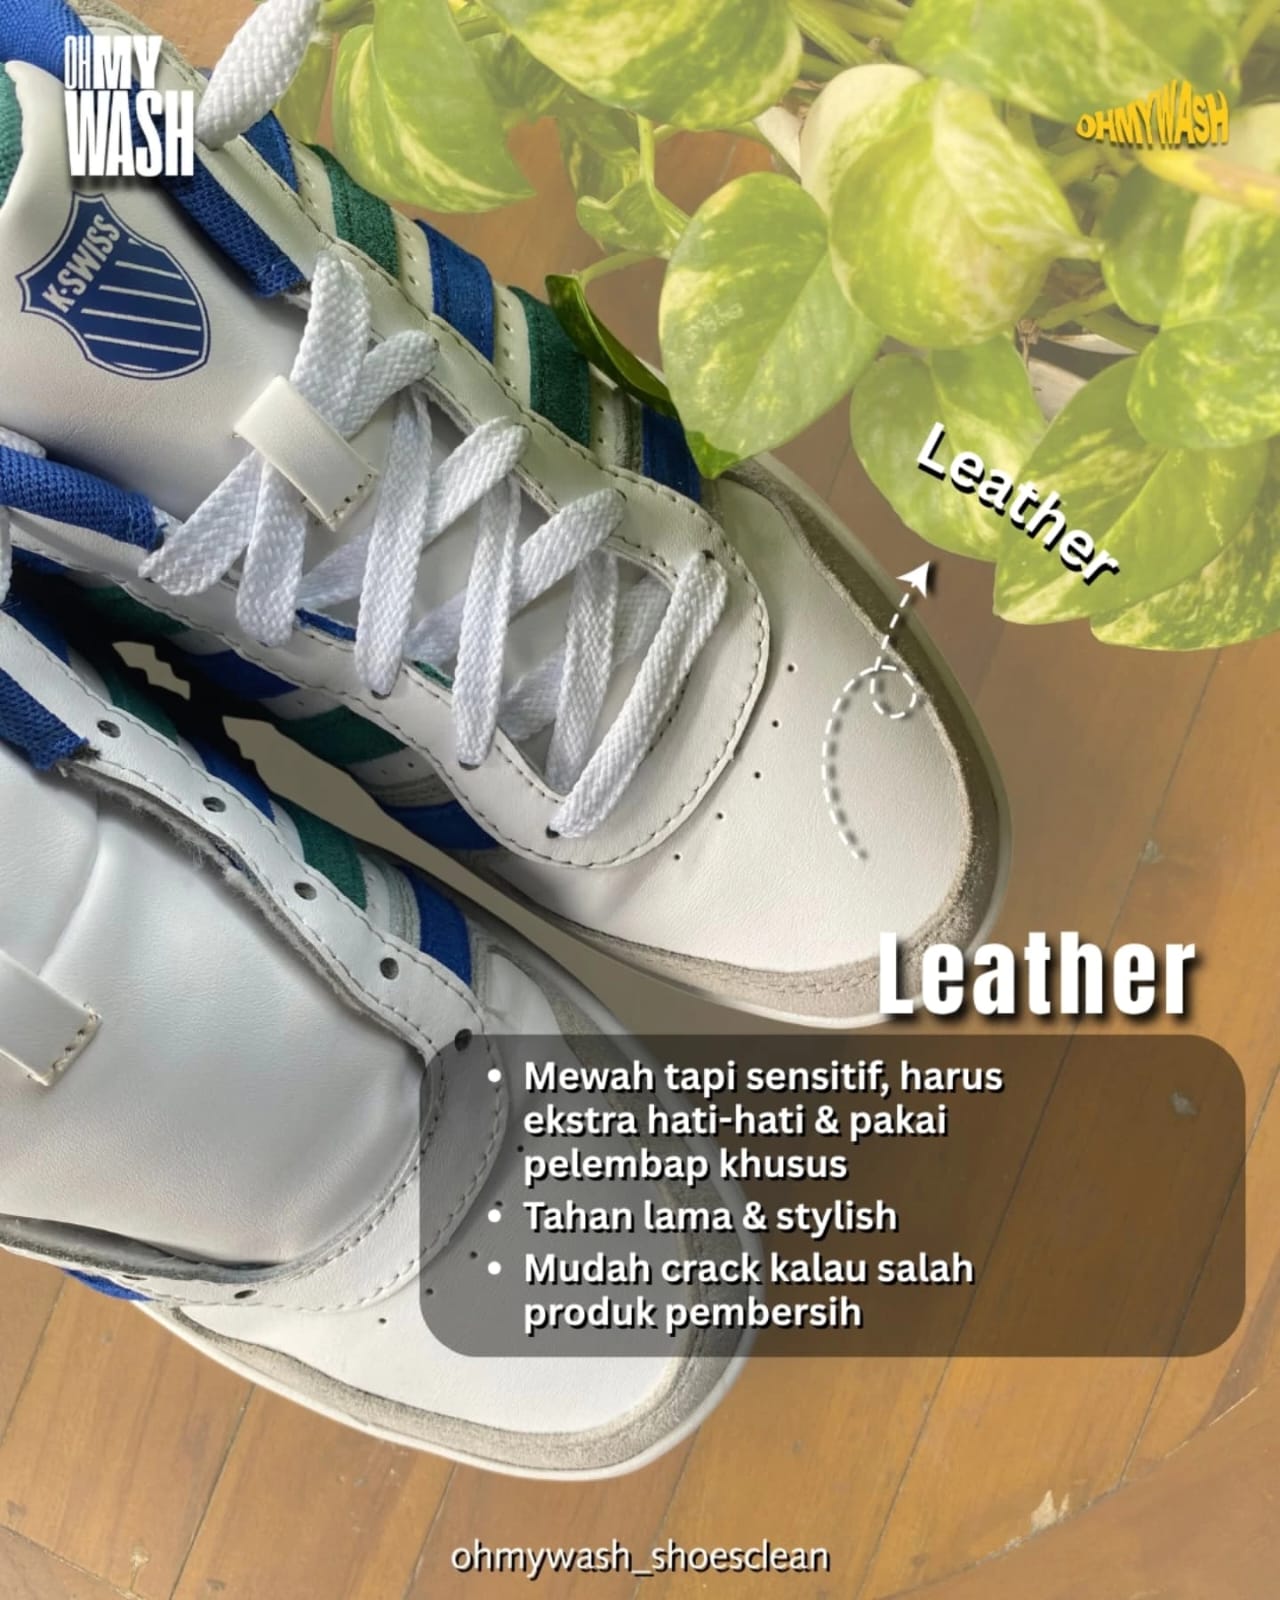 OH MY
WASH
OHMYWASH
K·SWISS
Leather
Leather
• Mewah tapi sensitif, harus
ekstra hati-hati & pakai
pelembap khusus
• Tahan lama & stylish
• Mudah crack kalau salah
produk pembersih
ohmywash_shoesclean